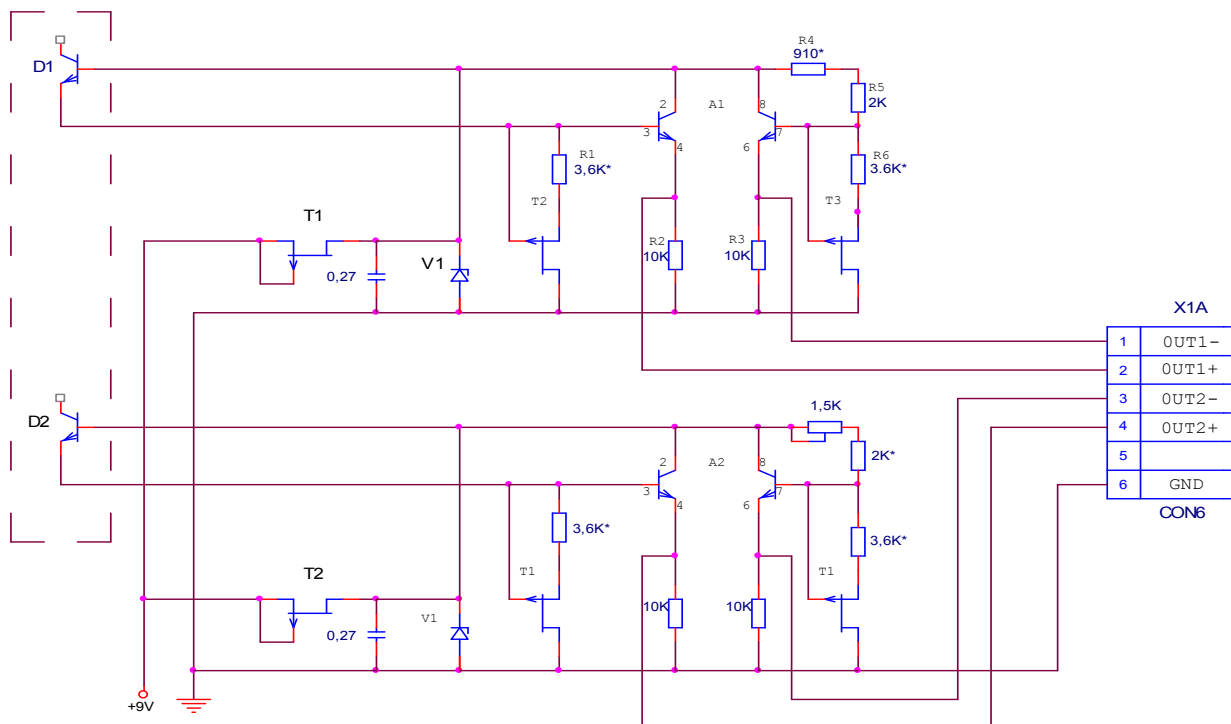 R4
910*
D1
R5
2K
2
A1
8
3
7
4
6
R1
3,6K*
R6
3.6K*
T2
T3
T1
R2
10K
R3
10K
V1
0,27
X1A
1 OUT1-
2 OUT1+
3 OUT2-
4 OUT2+
5
6 GND
CON6
D2
1,5K
2
A2
8
2K*
3
7
4
6
3,6K*
3,6K*
T2
T1
T1
V1
10K
10K
0,27
+9V